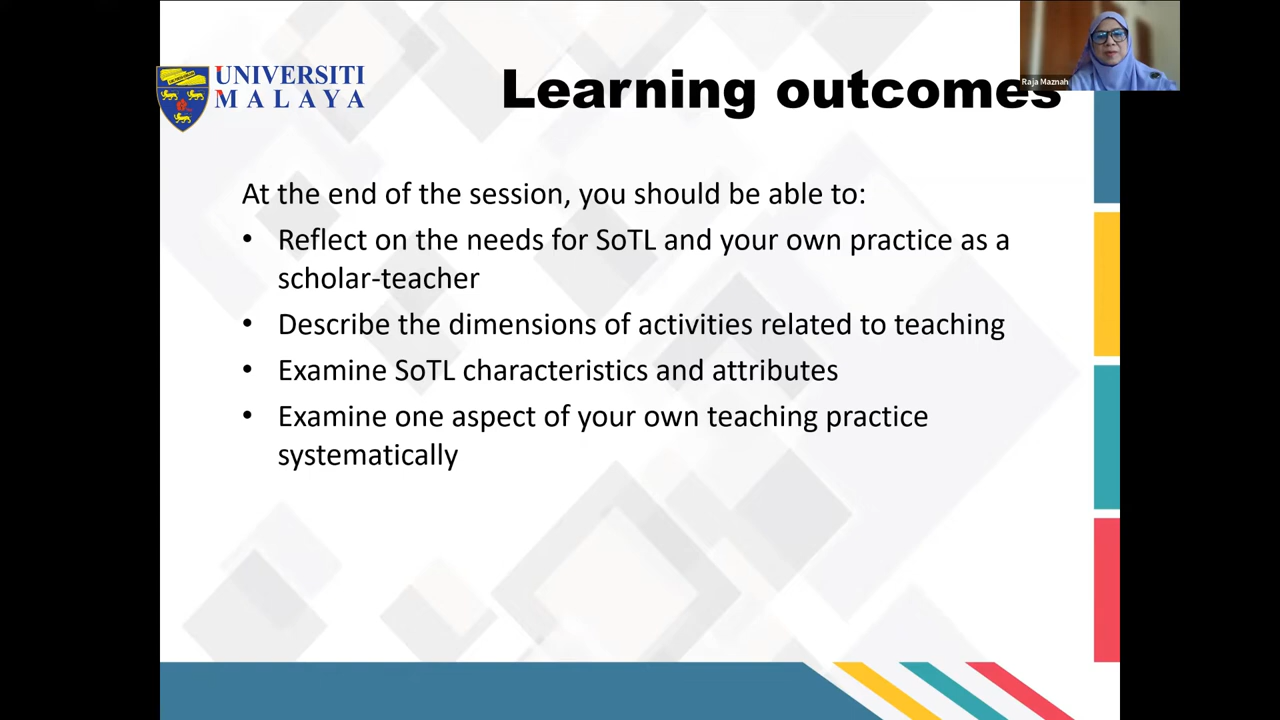 UNIVERSITI
MALAYA
Learning outcomes
Raja Maznah
At the end of the session, you should be able to:
• Reflect on the needs for SoTL and your own practice as a
scholar-teacher
• Describe the dimensions of activities related to teaching
• Examine SoTL characteristics and attributes
• Examine one aspect of your own teaching practice
systematically